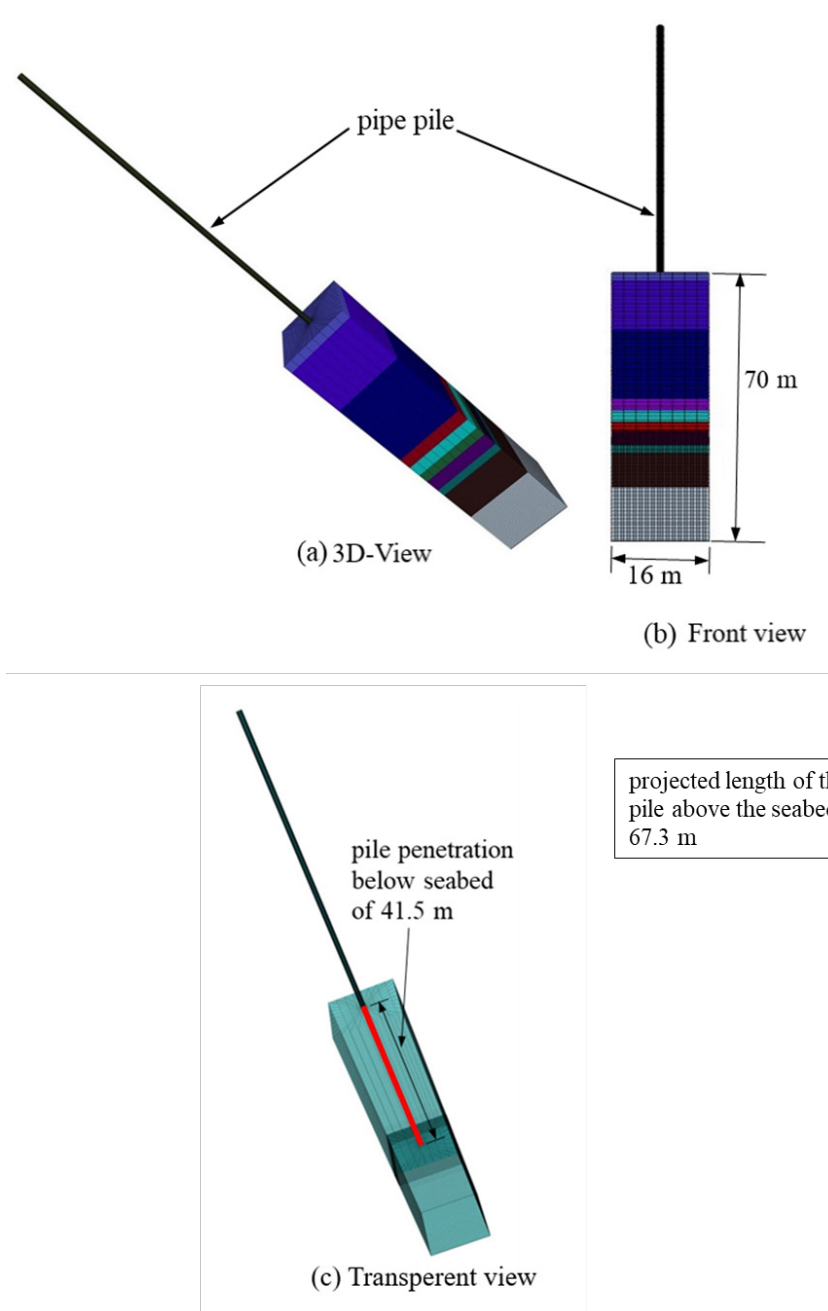 pipe pile
70 m
16 m
(a) 3D-View
(b) Front view
projected length of
pile above the seabed
67.3 m
pile penetration
below seabed
of 41.5 m
(c) Transperent view